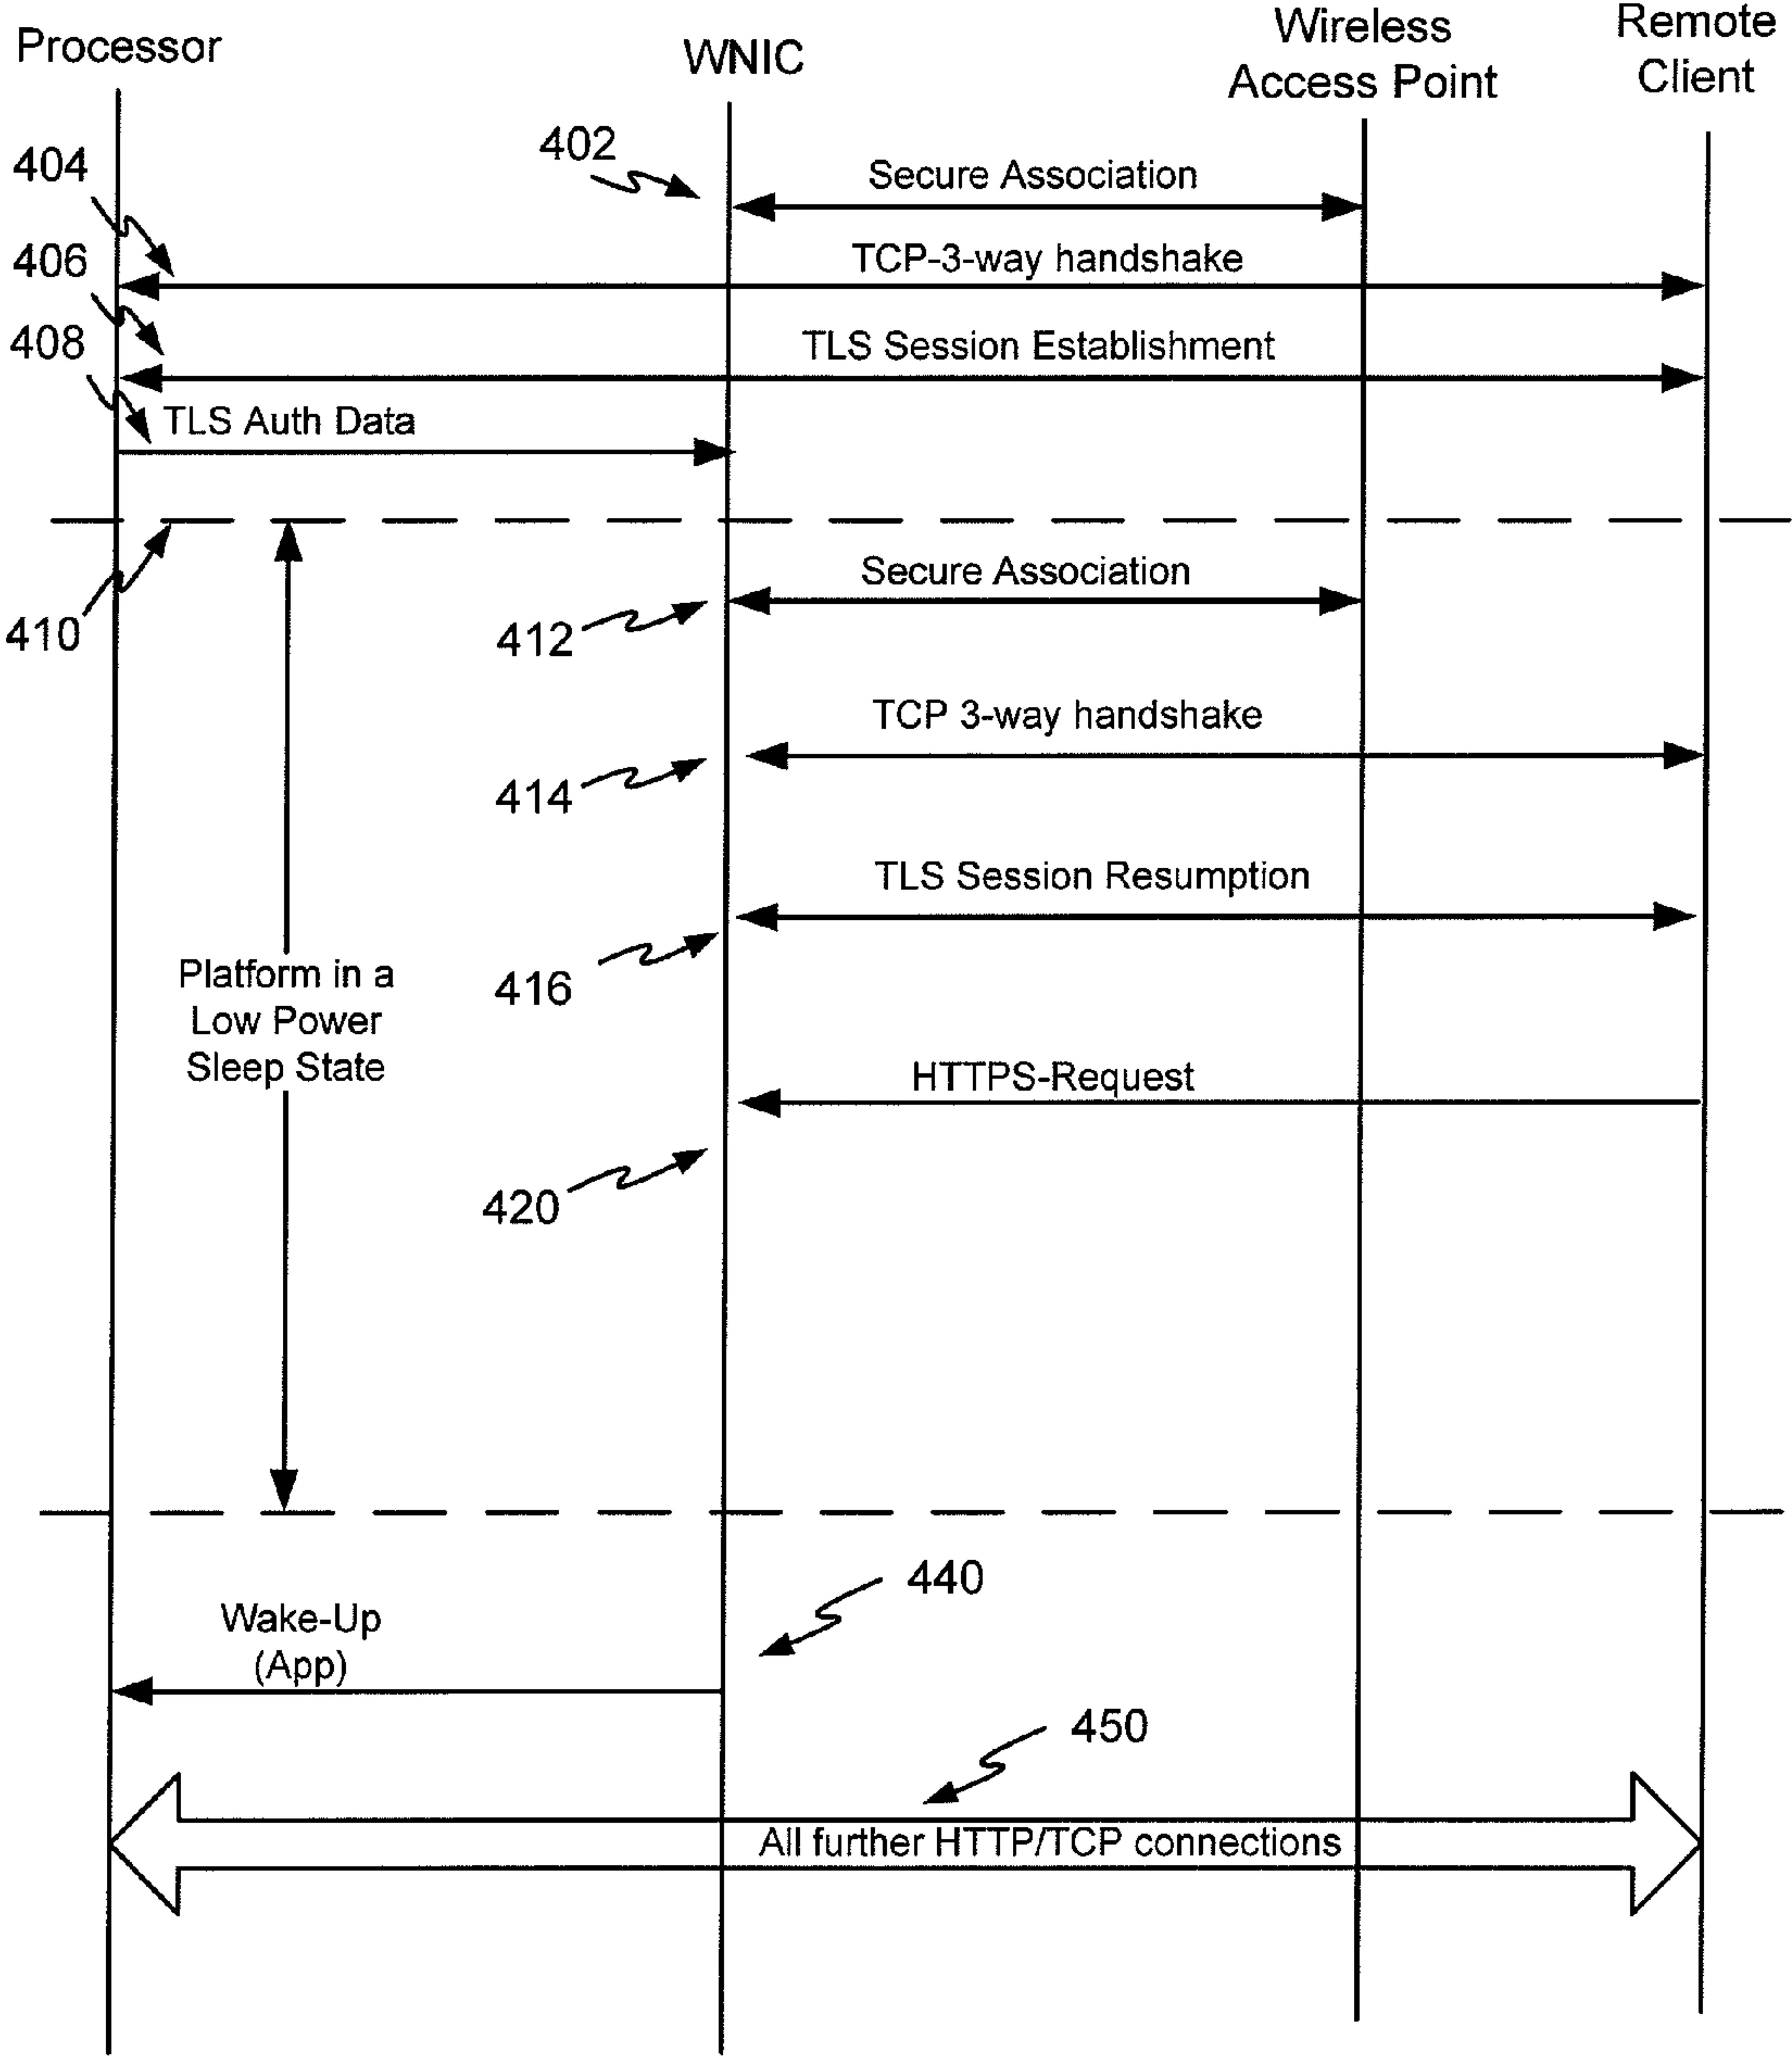 Processor
WNIC
Wireless
Access Point
Remote
Client
402
404
Secure Association
406
TCP-3-way handshake
408
TLS Session Establishment
TLS Auth Data
410
Secure Association
412
TCP 3-way handshake
414
TLS Session Resumption
416
Platform in a
Low Power
Sleep State
HTTPS-Request
420
440
Wake-Up
(App)
450
All further HTTP/TCP connections